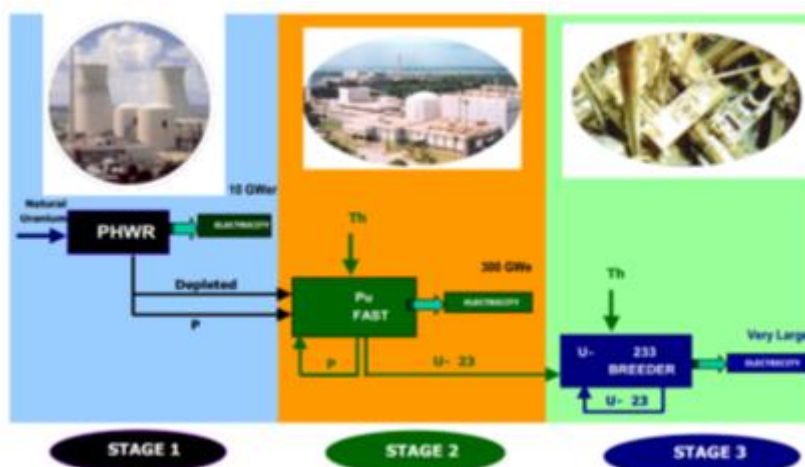 10 GWe
Natural
Uranium
PHWR
ELECTRICITY
Th
300 GWe
Depleted
P
Pu
FAST
ELECTRICITY
P
U- 23
Th
Very Large
U- 233
BREEDER
ELECTRICITY
U- 23
STAGE 1
STAGE 2
STAGE 3